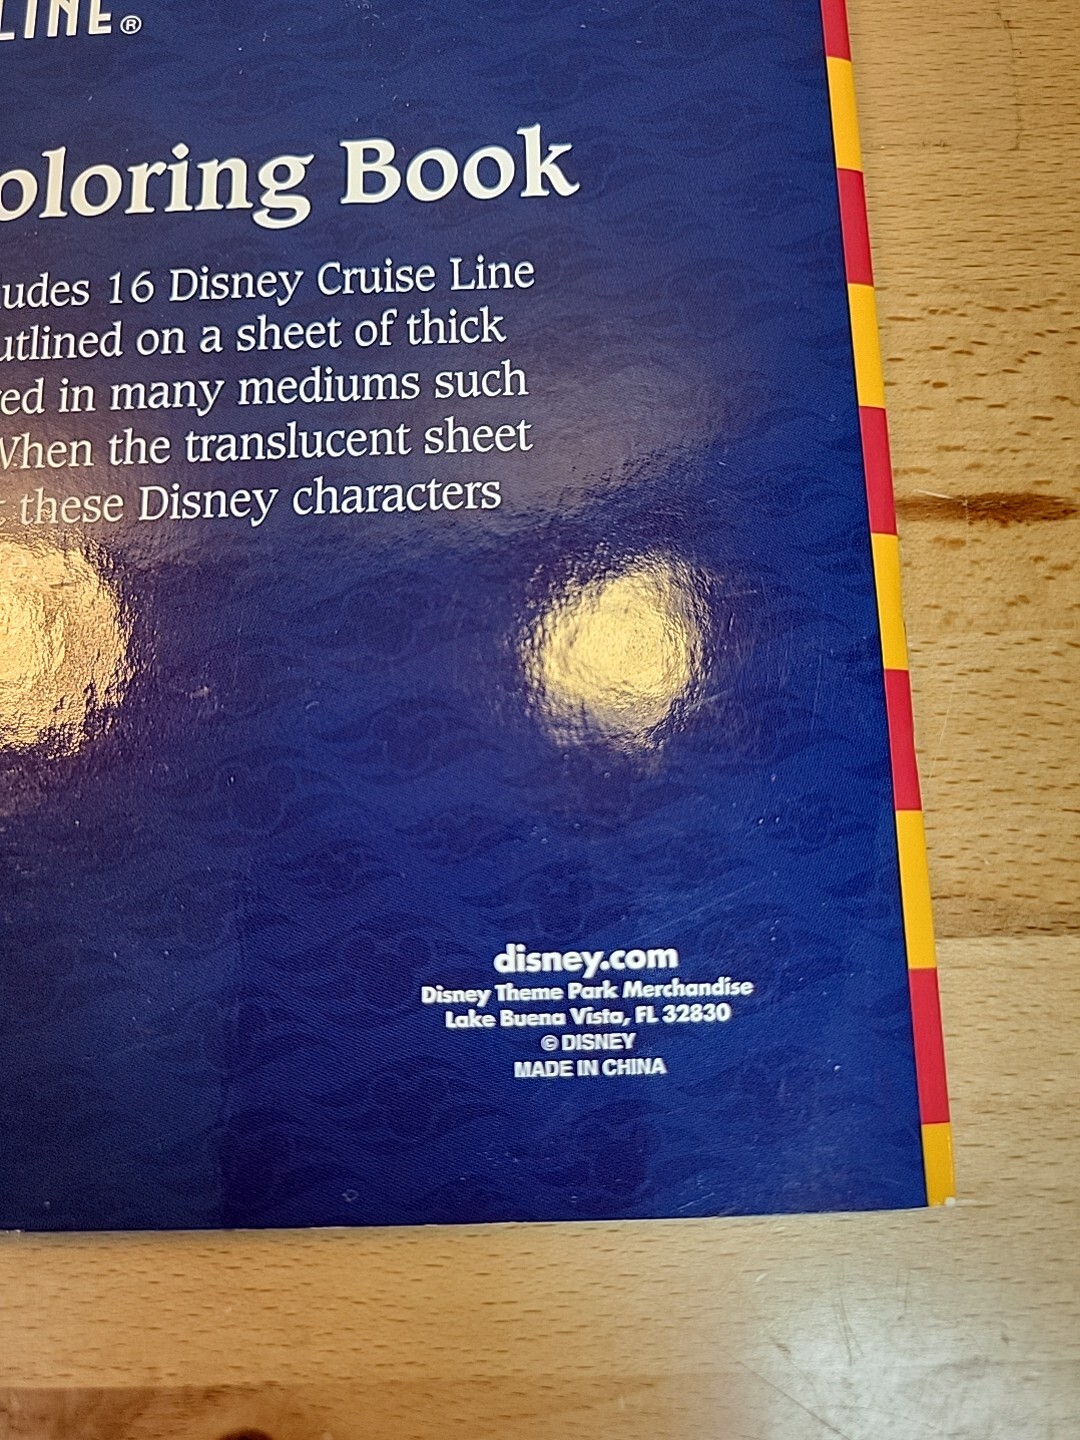 LINE®
oloring Book
udes 16 Disney Cruise Line
utlined on a sheet of thick
ed in many mediums such
When the translucent sheet
these Disney characters
disney.com
Disney Theme Park Merchandise
Lake Buena Vista, FL 32830
© DISNEY
MADE IN CHINA